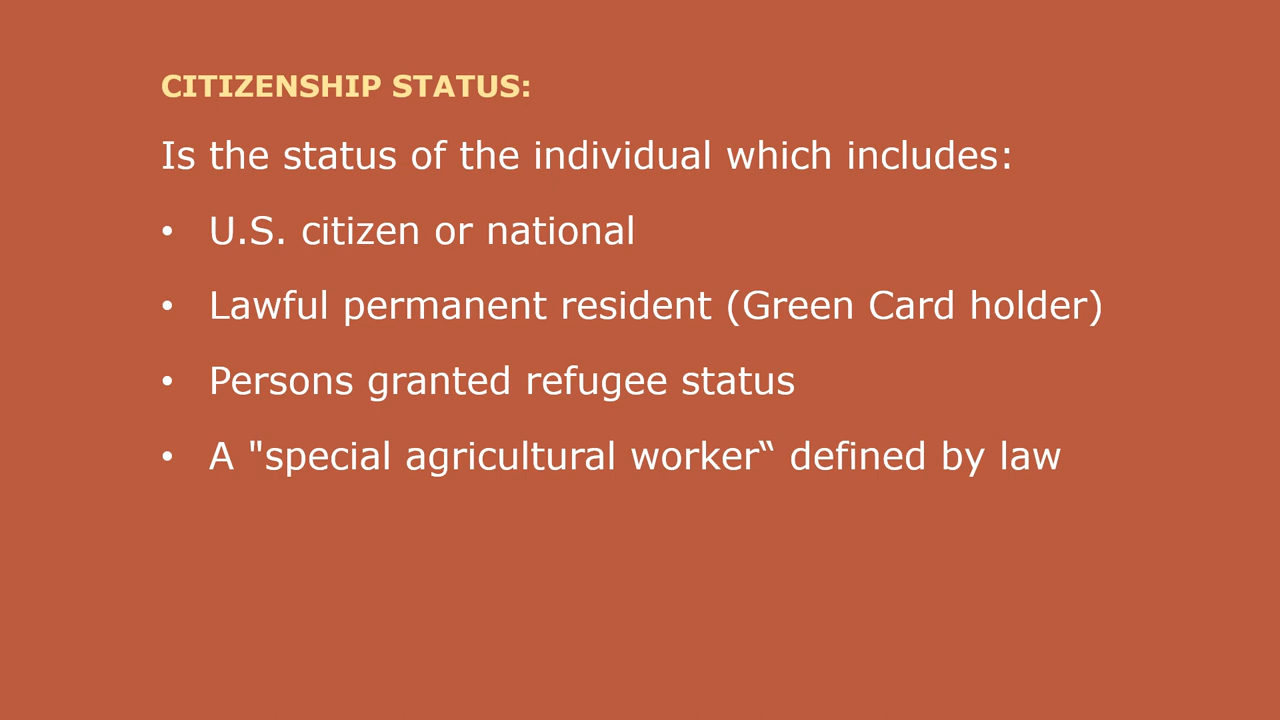 CITIZENSHIP STATUS:
Is the status of the individual which includes:
• U.S. citizen or national
• Lawful permanent resident (Green Card holder)
• Persons granted refugee status
• A "special agricultural worker“ defined by law